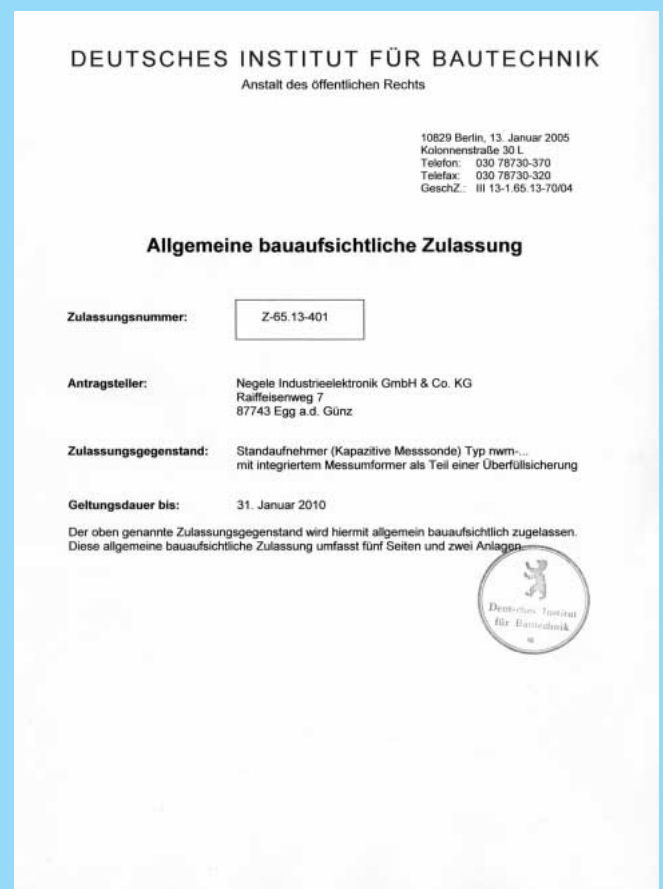 DEUTSCHES INSTITUT FÜR BAUTECHNIK
Anstalt des öffentlichen Rechts
10829 Berlin, 13. Januar 2005
Kolonnenstraße 30 L
Telefon: 030 78730-370
Telefax: 030 78730-320
GeschZ.: III 13-1.65.13-70/04
Allgemeine bauaufsichtliche Zulassung
Zulassungsnummer: Z-65.13-401
Antragsteller: Negele Industrieelektronik GmbH & Co. KG
Raiffeisenweg 7
87743 Egg a.d. Günz
Zulassungsgegenstand: Standaufnehmer (Kapazitive Messsonde) Typ nwm-...
mit integriertem Messumformer als Teil einer Überfüllsicherung
Geltungsdauer bis: 31. Januar 2010
Der oben genannte Zulassungsgegenstand wird hiermit allgemein bauaufsichtlich zugelassen.
Diese allgemeine bauaufsichtliche Zulassung umfasst fünf Seiten und zwei Anlagen.
Deutsches Institut
für Bautechnik